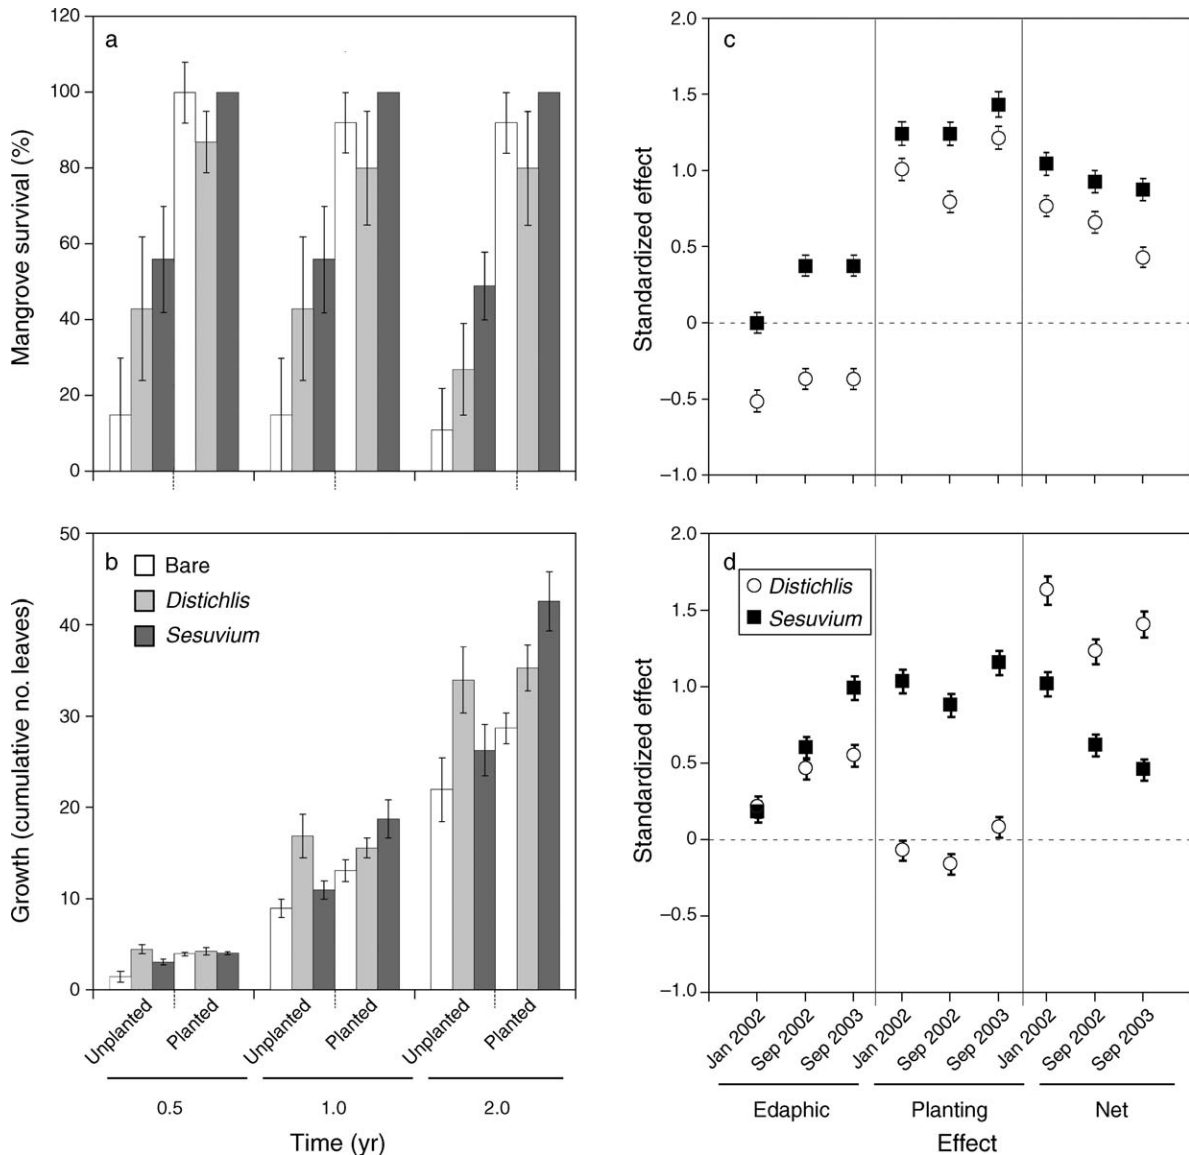 a
120
100
80
60
40
20
0
Mangrove survival (%)
b
50
40
30
20
10
0
Growth (cumulative no. leaves)
Bare
Distichlis
Sesuvium
Unplanted
Planted
Unplanted
Planted
Unplanted
Planted
0.5
1.0
2.0
Time (yr)
c
2.0
1.5
1.0
0.5
0
–0.5
–1.0
Standardized effect
d
2.0
1.5
1.0
0.5
0
–0.5
–1.0
Standardized effect
Distichlis
Sesuvium
Jan 2002
Sep 2002
Sep 2003
Jan 2002
Sep 2002
Sep 2003
Jan 2002
Sep 2002
Sep 2003
Edaphic
Planting
Net
Effect